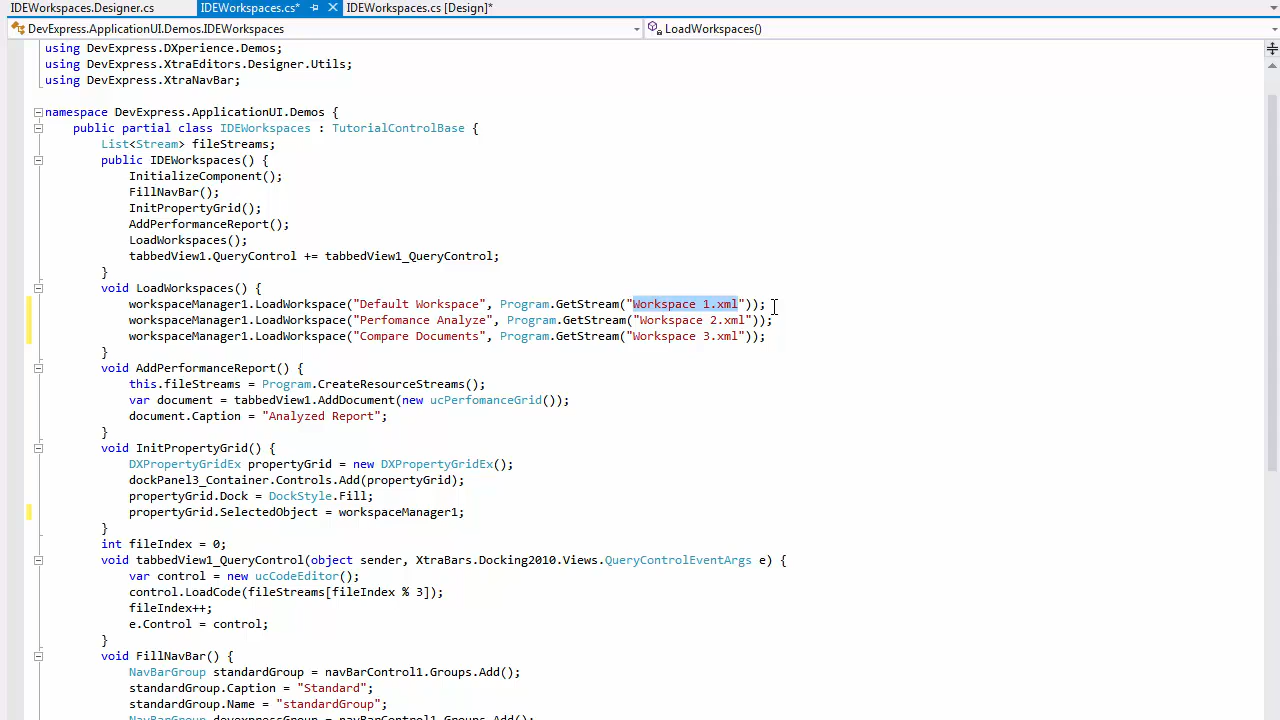 IDEWorkspaces.Designer.cs IDEWorkspaces.cs* IDEWorkspaces.cs [Design]*
DevExpress.ApplicationUI.Demos.IDEWorkspaces LoadWorkspaces()
using DevExpress.DXperience.Demos;
using DevExpress.XtraEditors.Designer.Utils;
using DevExpress.XtraNavBar;
namespace DevExpress.ApplicationUI.Demos {
public partial class IDEWorkspaces : TutorialControlBase {
List<Stream> fileStreams;
public IDEWorkspaces() {
InitializeComponent();
FillNavBar();
InitPropertyGrid();
AddPerformanceReport();
LoadWorkspaces();
tabbedView1.QueryControl += tabbedView1_QueryControl;
}
void LoadWorkspaces() {
workspaceManager1.LoadWorkspace("Default Workspace", Program.GetStream("Workspace 1.xml"));
workspaceManager1.LoadWorkspace("Perfomance Analyze", Program.GetStream("Workspace 2.xml"));
workspaceManager1.LoadWorkspace("Compare Documents", Program.GetStream("Workspace 3.xml"));
}
void AddPerformanceReport() {
this.fileStreams = Program.CreateResourceStreams();
var document = tabbedView1.AddDocument(new ucPerfomanceGrid());
document.Caption = "Analyzed Report";
}
void InitPropertyGrid() {
DXPropertyGridEx propertyGrid = new DXPropertyGridEx();
dockPanel3_Container.Controls.Add(propertyGrid);
propertyGrid.Dock = DockStyle.Fill;
propertyGrid.SelectedObject = workspaceManager1;
}
int fileIndex = 0;
void tabbedView1_QueryControl(object sender, XtraBars.Docking2010.Views.QueryControlEventArgs e) {
var control = new ucCodeEditor();
control.LoadCode(fileStreams[fileIndex % 3]);
fileIndex++;
e.Control = control;
}
void FillNavBar() {
NavBarGroup standardGroup = navBarControl1.Groups.Add();
standardGroup.Caption = "Standard";
standardGroup.Name = "standardGroup";
NavBarGroup devexpressGroup = navBarControl1.Groups.Add();